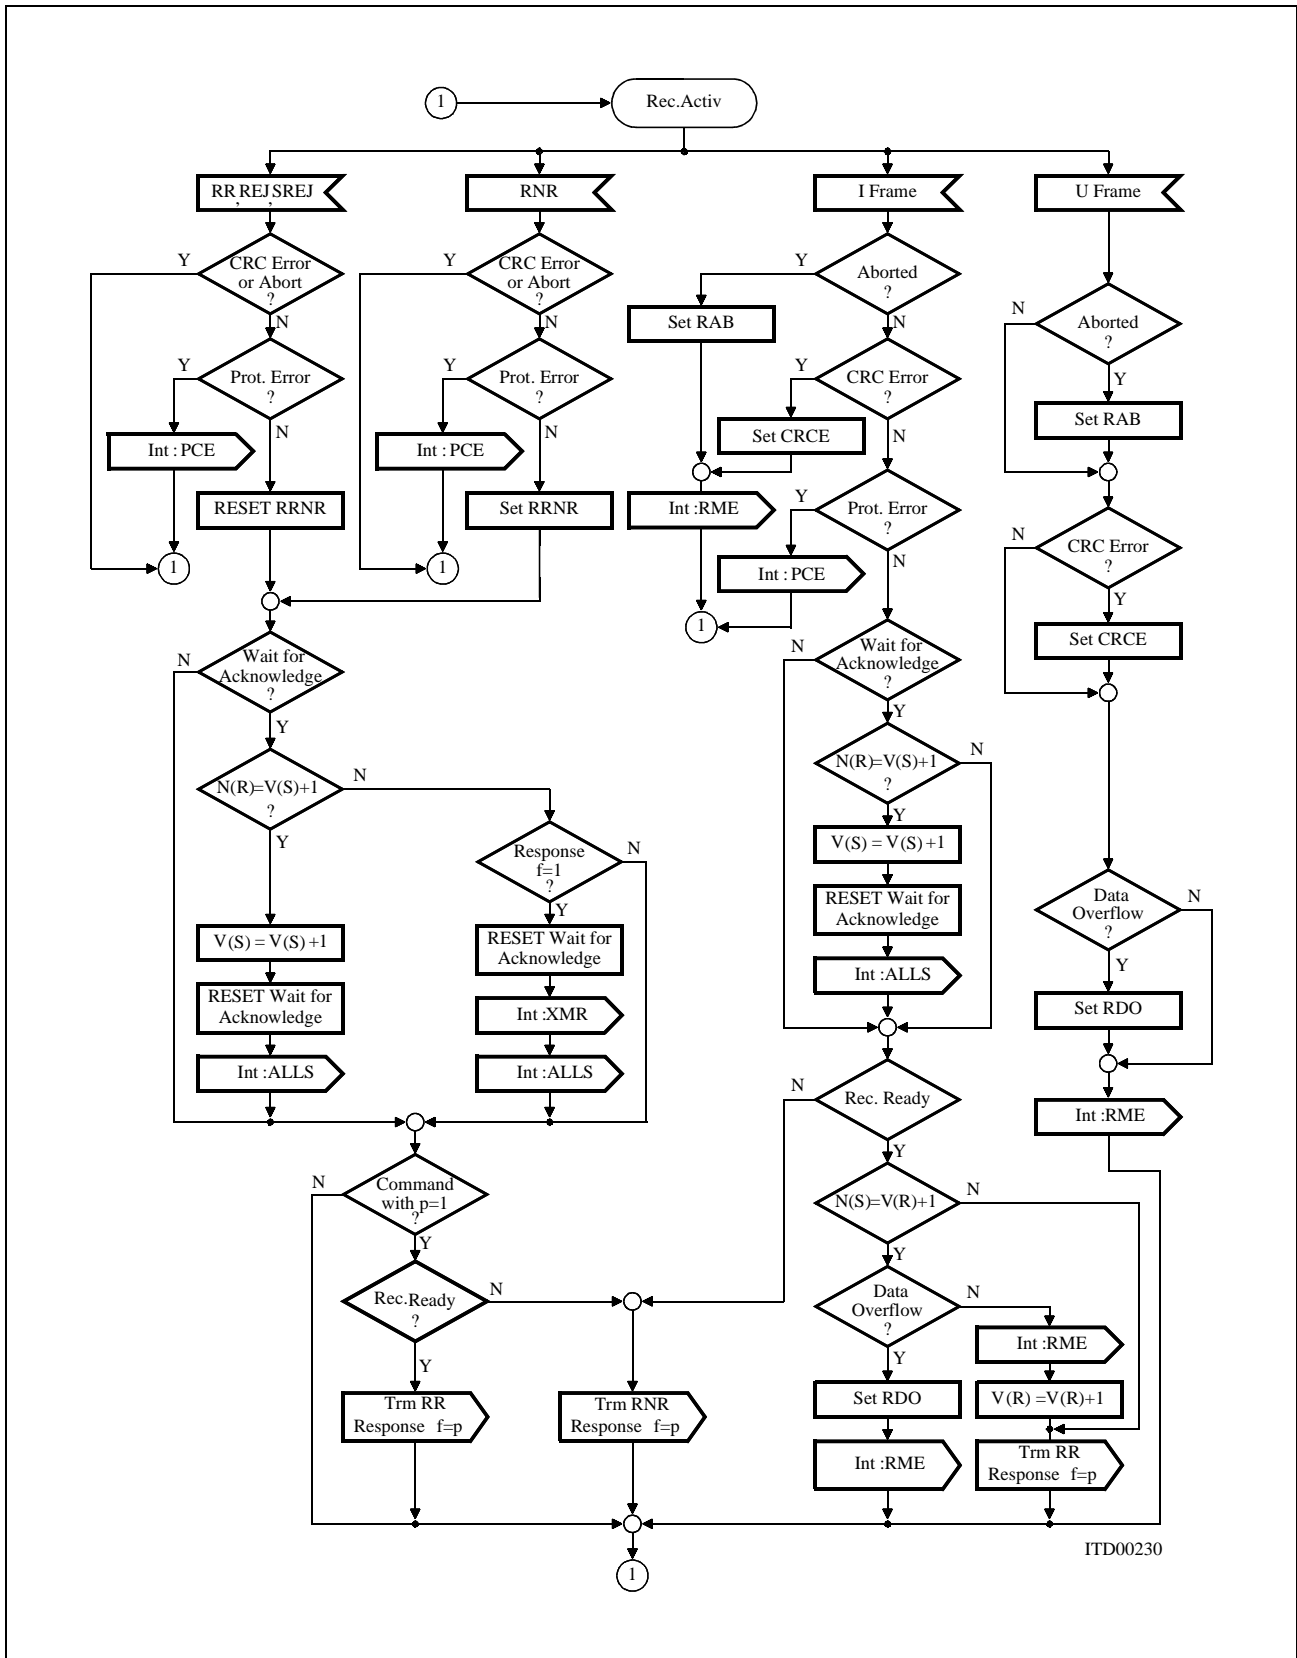 1
Rec.Activ
RR, REJ, SREJ
RNR
I Frame
U Frame
Y
CRC Error
or Abort
?
N
Y
CRC Error
or Abort
?
N
Y
Aborted
?
N
N
Aborted
?
Y
Set RAB
Y
Prot. Error
?
N
Y
Prot. Error
?
N
Y
CRC Error
?
N
Set RAB
Int : PCE
Int : PCE
Set CRCE
RESET RRNR
Set RRNR
Int :RME
Y
Prot. Error
?
N
N
CRC Error
?
Y
1
1
Int : PCE
1
Set CRCE
N
Wait for
Acknowledge
?
Y
N
Wait for
Acknowledge
?
Y
N(R)=V(S)+1
?
N
Y
N(R)=V(S)+1
?
N
Y
Response
f=1
?
N
Y
V(S) = V(S) +1
RESET Wait for
Acknowledge
Int :ALLS
Data
Overflow
?
N
Y
V(S) = V(S) +1
RESET Wait for
Acknowledge
Int :ALLS
RESET Wait for
Acknowledge
Int :XMR
Int :ALLS
Set RDO
Int :RME
N
Rec. Ready
Y
N
Command
with p=1
?
Y
N(S)=V(R)+1
N
Y
Rec.Ready
?
N
Y
Data
Overflow
?
N
Y
Int :RME
V(R) =V(R)+1
Trm RR
Response f=p
Trm RNR
Response f=p
Set RDO
Int :RME
Trm RR
Response f=p
1
ITD00230